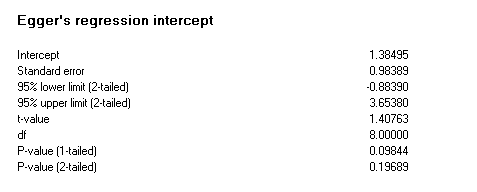 Egger's regression intercept
Intercept 1.38495
Standard error 0.98389
95% lower limit (2-tailed) -0.88390
95% upper limit (2-tailed) 3.65380
t-value 1.40763
df 8.00000
P-value (1-tailed) 0.09844
P-value (2-tailed) 0.19689